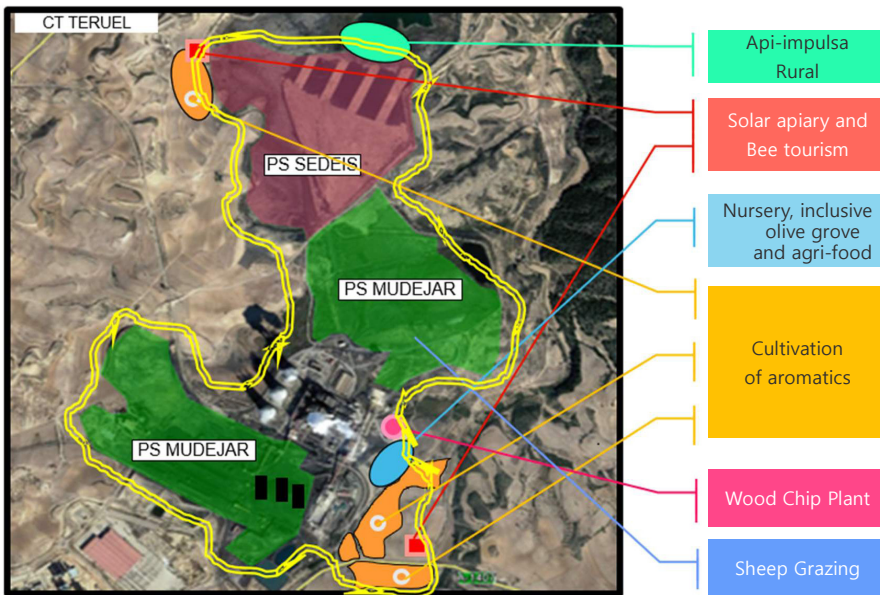 CT TERUEL
PS SEDEIS
PS MUDEJAR
PS MUDEJAR
Api-impulsa
Rural
Solar apiary and
Bee tourism
Nursery, inclusive
olive grove
and agri-food
Cultivation
of aromatics
Wood Chip Plant
Sheep Grazing